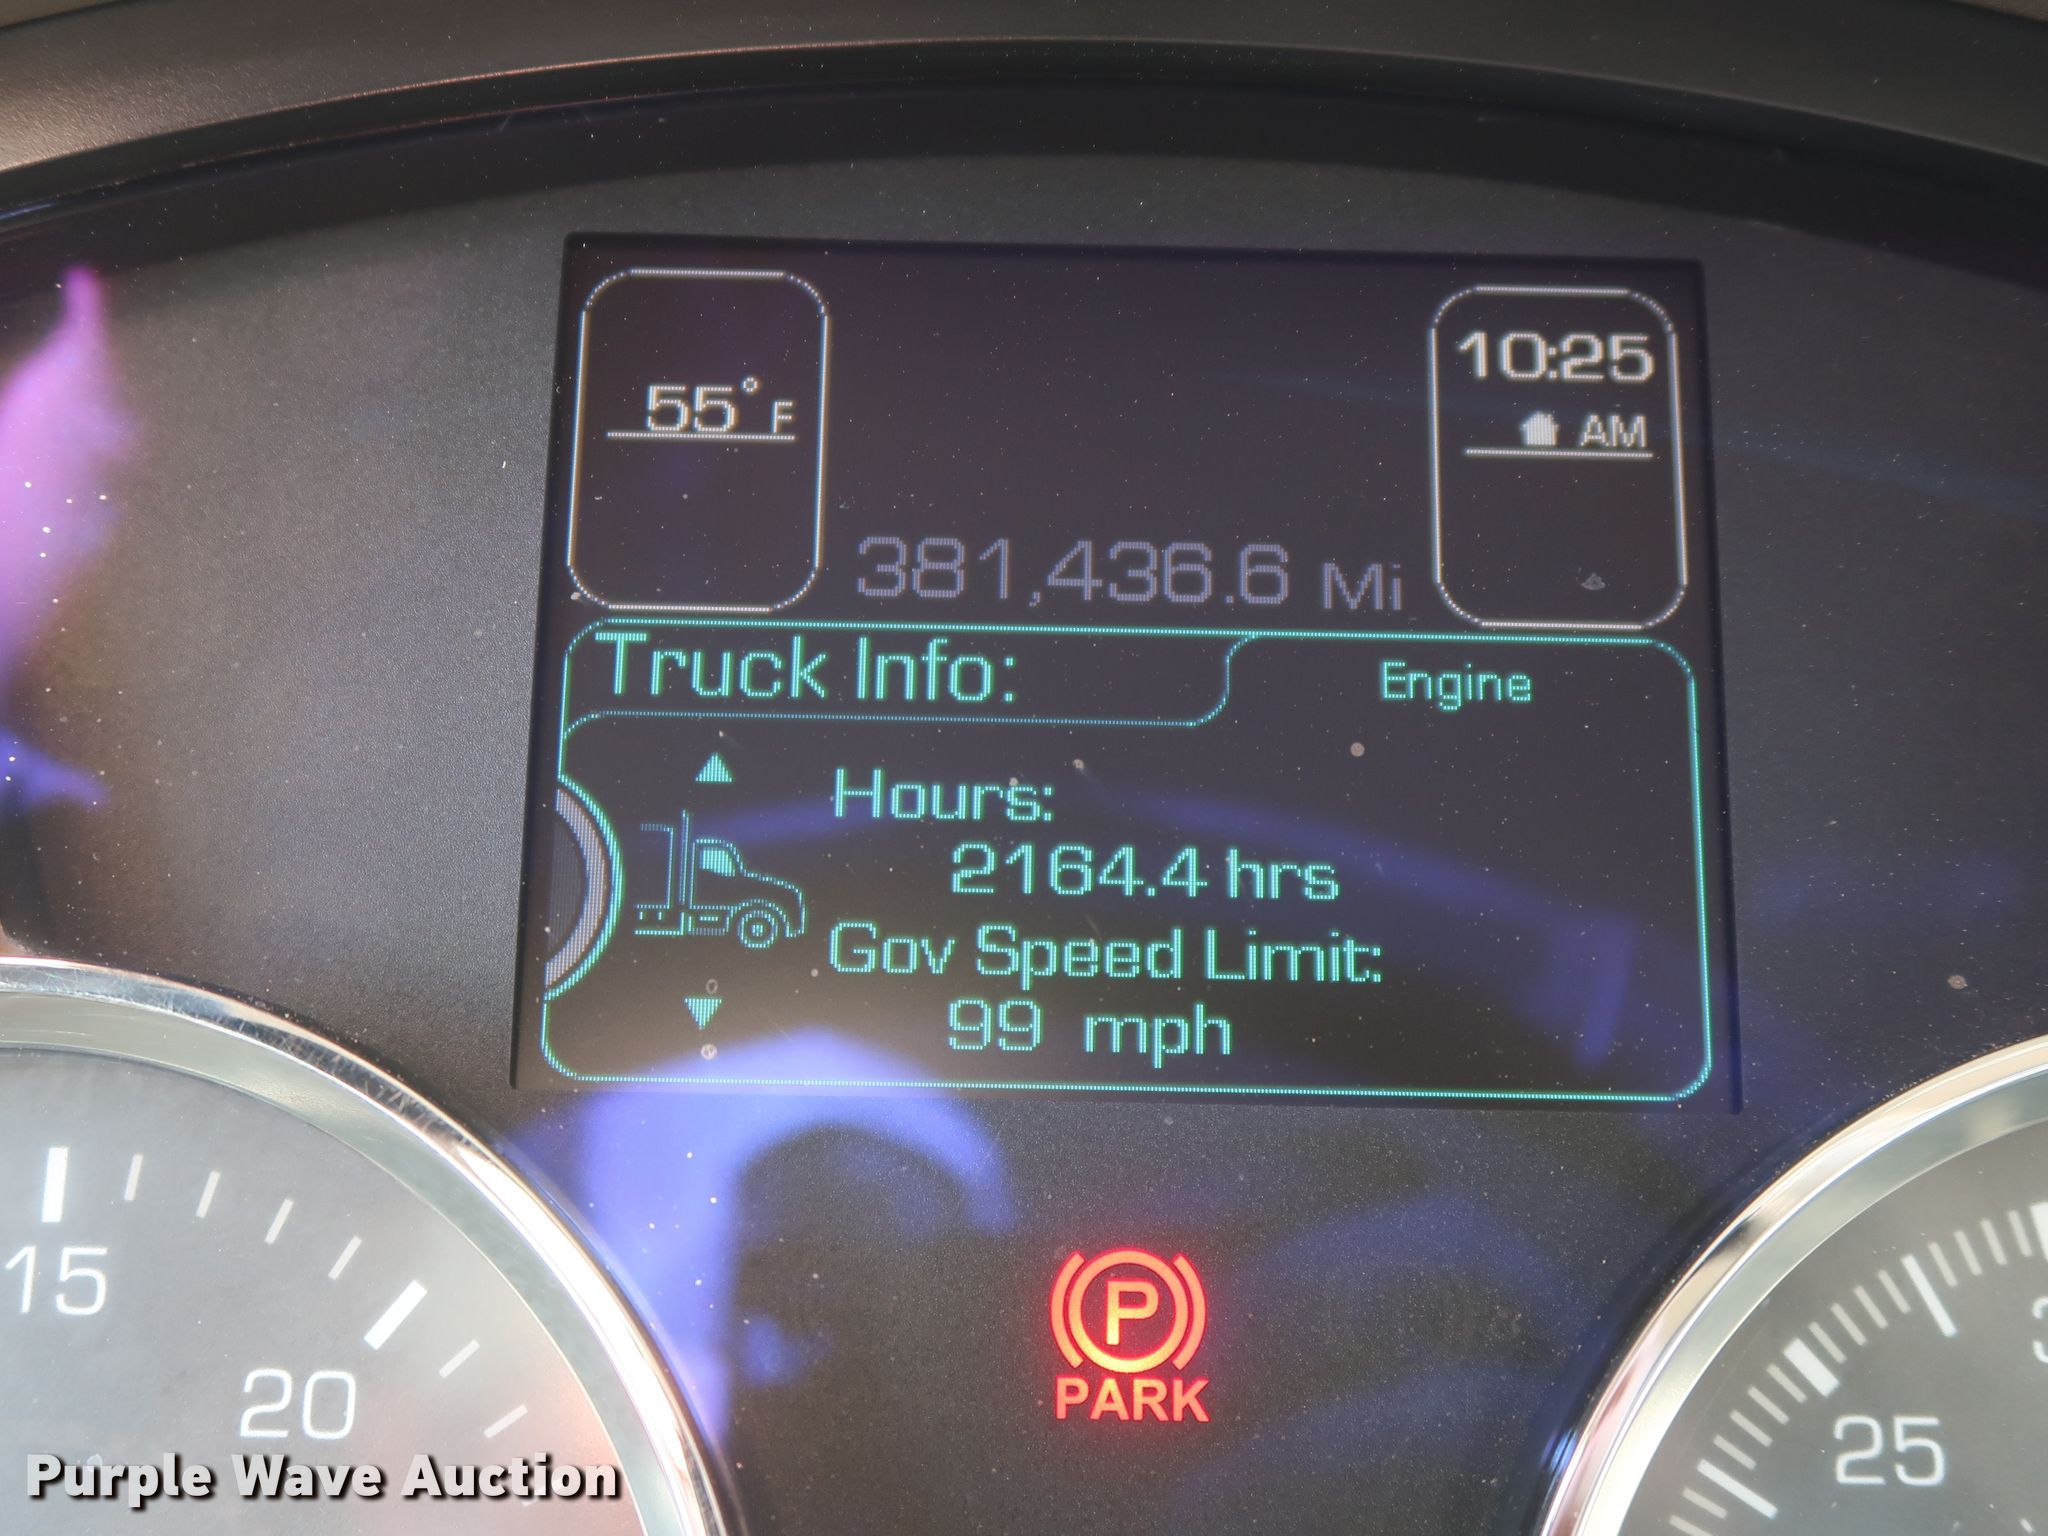 55° F
10:25
AM
381,436.6 Mi
Truck Info:
Engine
Hours:
2164.4 hrs
Gov Speed Limit:
99 mph
15
20
P
PARK
25
Purple Wave Auction